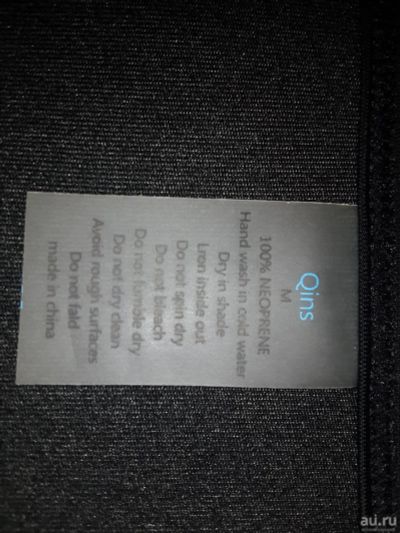 Qins
M
100% NEOPRENE
Hand wash in cold water
Dry in shade
Lron inside out
Do not spin dry
Do not bleach
Do not tumble dry
Do not dry clean
Avoid rough surfaces
Do not fald
made in china
au.ru